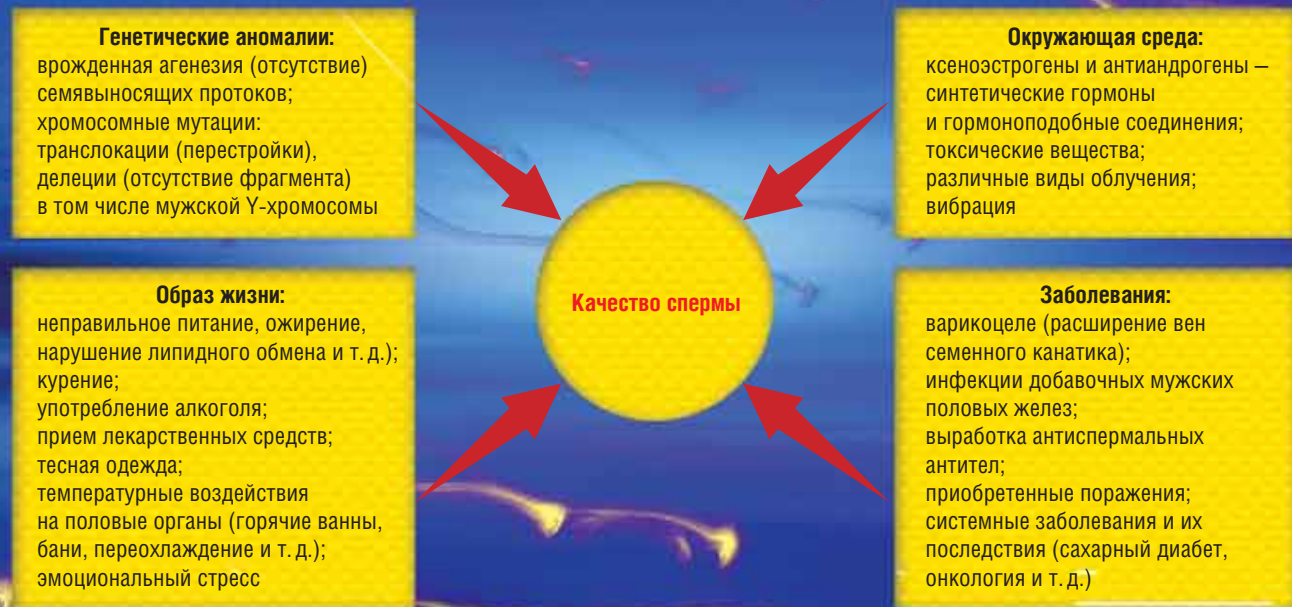 Генетические аномалии:
врожденная агенезия (отсутствие)
семявыносящих протоков;
хромосомные мутации:
транслокации (перестройки),
делеции (отсутствие фрагмента)
в том числе мужской Y-хромосомы
Окружающая среда:
ксеноэстрогены и антиандрогены –
синтетические гормоны
и гормоноподобные соединения;
токсические вещества;
различные виды облучения;
вибрация
Качество спермы
Образ жизни:
неправильное питание, ожирение,
нарушение липидного обмена и т. д.);
курение;
употребление алкоголя;
прием лекарственных средств;
тесная одежда;
температурные воздействия
на половые органы (горячие ванны,
бани, переохлаждение и т. д.);
эмоциональный стресс
Заболевания:
варикоцеле (расширение вен
семенного канатика);
инфекции добавочных мужских
половых желез;
выработка антиспермальных
антител;
приобретенные поражения;
системные заболевания и их
последствия (сахарный диабет,
онкология и т. д.)